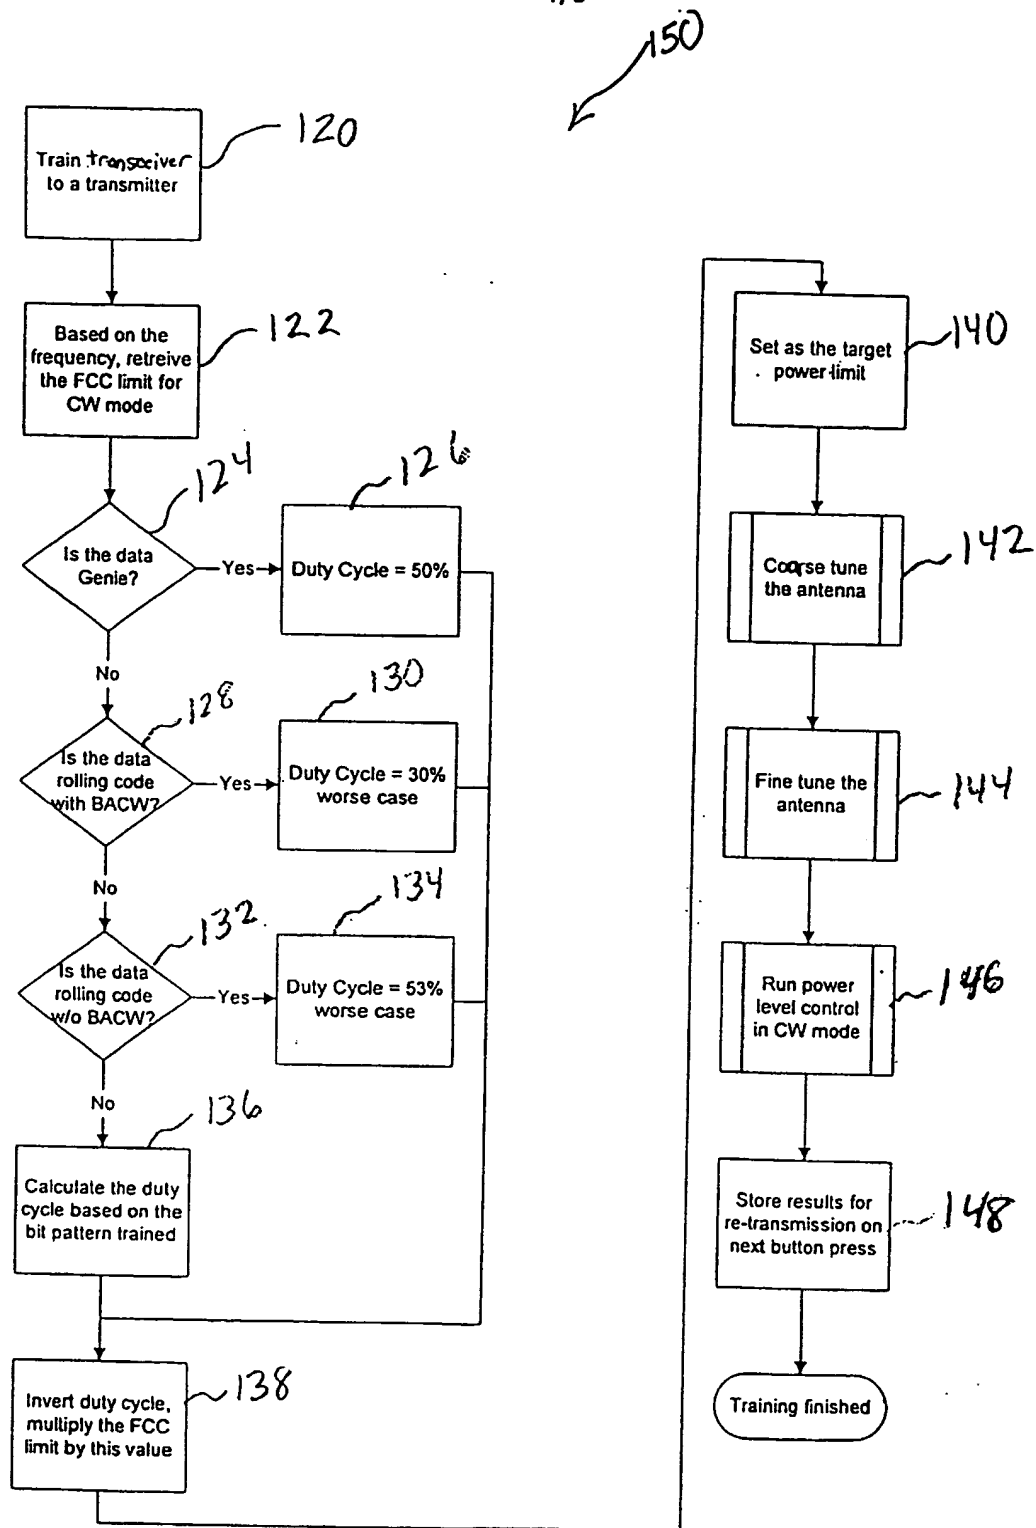 150
120
Train transceiver
to a transmitter
122
Based on the
frequency, retreive
the FCC limit for
CW mode
124
Is the data
Genie?
Yes
126
Duty Cycle = 50%
No
128
Is the data
rolling code
with BACW?
Yes
130
Duty Cycle = 30%
worse case
No
132
Is the data
rolling code
w/o BACW?
Yes
134
Duty Cycle = 53%
worse case
No
136
Calculate the duty
cycle based on the
bit pattern trained
138
Invert duty cycle,
multiply the FCC
limit by this value
140
Set as the target
power limit
142
Coarse tune
the antenna
144
Fine tune the
antenna
146
Run power
level control
in CW mode
148
Store results for
re-transmission on
next button press
Training finished